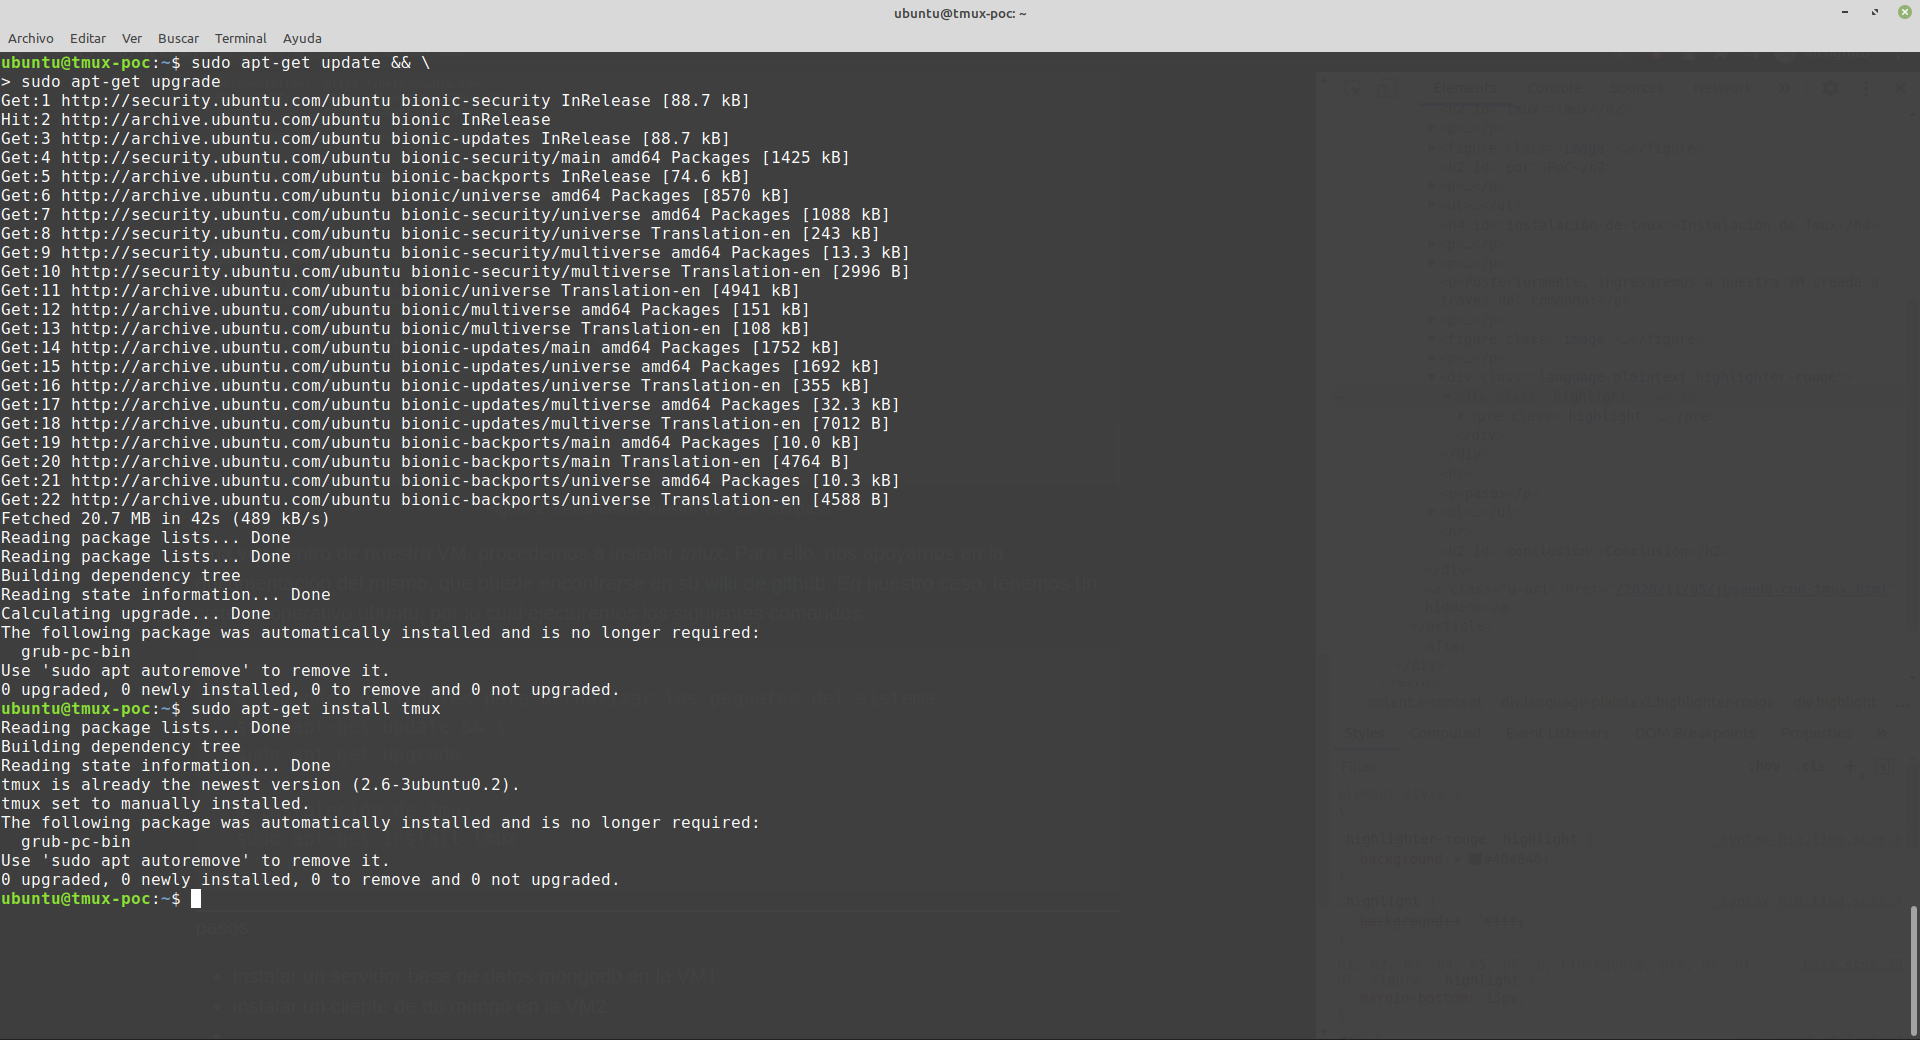 ubuntu@tmux-poc: ~
Archivo Editar Ver Buscar Terminal Ayuda
ubuntu@tmux-poc:~$ sudo apt-get update && \
> sudo apt-get upgrade
Get:1 http://security.ubuntu.com/ubuntu bionic-security InRelease [88.7 kB]
Hit:2 http://archive.ubuntu.com/ubuntu bionic InRelease
Get:3 http://archive.ubuntu.com/ubuntu bionic-updates InRelease [88.7 kB]
Get:4 http://security.ubuntu.com/ubuntu bionic-security/main amd64 Packages [1425 kB]
Get:5 http://archive.ubuntu.com/ubuntu bionic-backports InRelease [74.6 kB]
Get:6 http://archive.ubuntu.com/ubuntu bionic/universe amd64 Packages [8570 kB]
Get:7 http://security.ubuntu.com/ubuntu bionic-security/universe amd64 Packages [1088 kB]
Get:8 http://security.ubuntu.com/ubuntu bionic-security/universe Translation-en [243 kB]
Get:9 http://security.ubuntu.com/ubuntu bionic-security/multiverse amd64 Packages [13.3 kB]
Get:10 http://security.ubuntu.com/ubuntu bionic-security/multiverse Translation-en [2996 B]
Get:11 http://archive.ubuntu.com/ubuntu bionic/universe Translation-en [4941 kB]
Get:12 http://archive.ubuntu.com/ubuntu bionic/multiverse amd64 Packages [151 kB]
Get:13 http://archive.ubuntu.com/ubuntu bionic/multiverse Translation-en [108 kB]
Get:14 http://archive.ubuntu.com/ubuntu bionic-updates/main amd64 Packages [1752 kB]
Get:15 http://archive.ubuntu.com/ubuntu bionic-updates/universe amd64 Packages [1692 kB]
Get:16 http://archive.ubuntu.com/ubuntu bionic-updates/universe Translation-en [355 kB]
Get:17 http://archive.ubuntu.com/ubuntu bionic-updates/multiverse amd64 Packages [32.3 kB]
Get:18 http://archive.ubuntu.com/ubuntu bionic-updates/multiverse Translation-en [7012 B]
Get:19 http://archive.ubuntu.com/ubuntu bionic-backports/main amd64 Packages [10.0 kB]
Get:20 http://archive.ubuntu.com/ubuntu bionic-backports/main Translation-en [4764 B]
Get:21 http://archive.ubuntu.com/ubuntu bionic-backports/universe amd64 Packages [10.3 kB]
Get:22 http://archive.ubuntu.com/ubuntu bionic-backports/universe Translation-en [4588 B]
Fetched 20.7 MB in 42s (489 kB/s)
Reading package lists... Done
Reading package lists... Done
Building dependency tree
Reading state information... Done
Calculating upgrade... Done
The following package was automatically installed and is no longer required:
  grub-pc-bin
Use 'sudo apt autoremove' to remove it.
0 upgraded, 0 newly installed, 0 to remove and 0 not upgraded.
ubuntu@tmux-poc:~$ sudo apt-get install tmux
Reading package lists... Done
Building dependency tree
Reading state information... Done
tmux is already the newest version (2.6-3ubuntu0.2).
tmux set to manually installed.
The following package was automatically installed and is no longer required:
  grub-pc-bin
Use 'sudo apt autoremove' to remove it.
0 upgraded, 0 newly installed, 0 to remove and 0 not upgraded.
ubuntu@tmux-poc:~$
pasos
instalar un servidor base de datos mongodb en la VM1
instalar un cliente de db mongo en la VM2